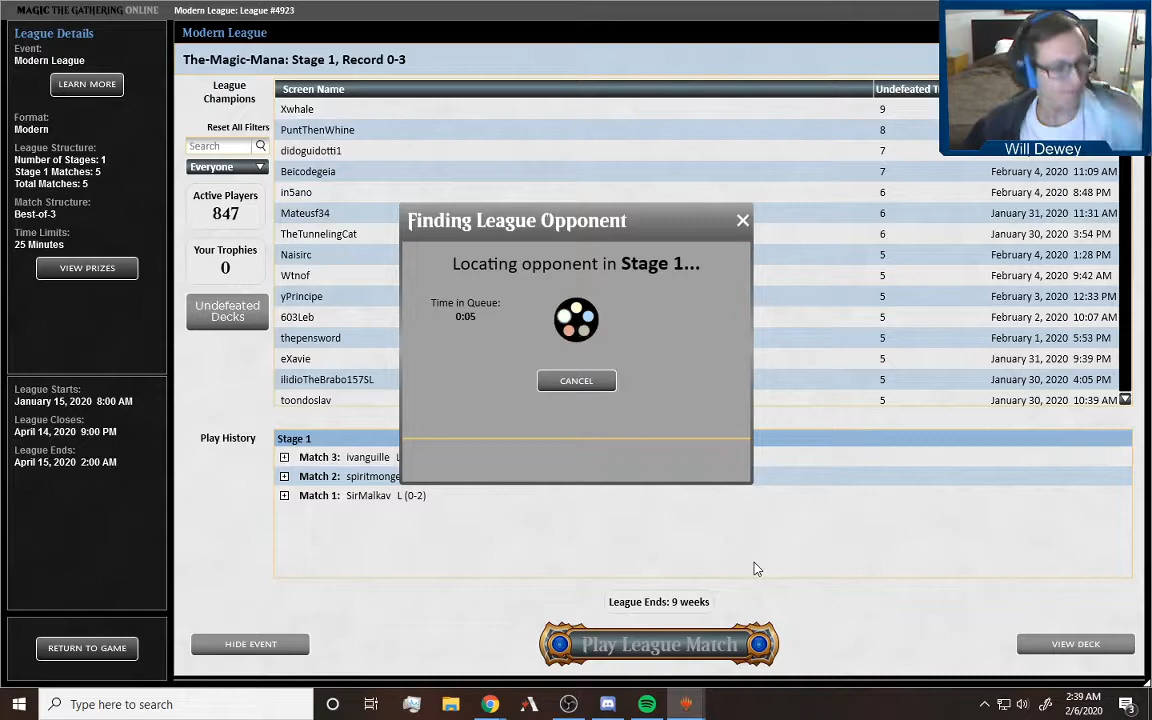 MAGIC THE GATHERING ONLINE
Modern League: League #4923
League Details
Event:
Modern League
LEARN MORE
Format:
Modern
League Structure:
Number of Stages: 1
Stage 1 Matches: 5
Total Matches: 5
Match Structure:
Best-of-3
Time Limits:
25 Minutes
VIEW PRIZES
League Starts:
January 15, 2020 8:00 AM
League Closes:
April 14, 2020 9:00 PM
League Ends:
April 15, 2020 2:00 AM
RETURN TO GAME
Modern League
The-Magic-Mana: Stage 1, Record 0-3
League
Champions
Reset All Filters
Search
Everyone
Active Players
847
Your Trophies
0
Undefeated
Decks
Screen Name
Undefeated
Xwhale
9
PuntThenWhine
8
didoguidotti1
7
Beicodegeia
7
February 4, 2020 11:09 AM
in5ano
6
February 4, 2020 8:48 PM
Mateusf34
6
January 31, 2020 11:31 AM
TheTunnelingCat
6
January 30, 2020 3:54 PM
Naisirc
6
February 4, 2020 1:28 PM
Wtnof
6
February 4, 2020 9:42 AM
yPrincipe
5
February 3, 2020 12:33 PM
603Leb
5
February 2, 2020 10:07 AM
thepensword
5
February 1, 2020 5:53 PM
eXavie
5
January 31, 2020 9:39 PM
ilidioTheBrabo157SL
5
January 30, 2020 4:05 PM
toondoslav
5
January 30, 2020 10:39 AM
Will Dewey
Finding League Opponent
Locating opponent in Stage 1...
Time in Queue:
0:05
CANCEL
Play History
Stage 1
Match 3: ivanguille L
Match 2: spiritmonge
Match 1: SirMalkav L (0-2)
League Ends: 9 weeks
HIDE EVENT
Play League Match
VIEW DECK
Type here to search
2:39 AM
2/6/2020
3